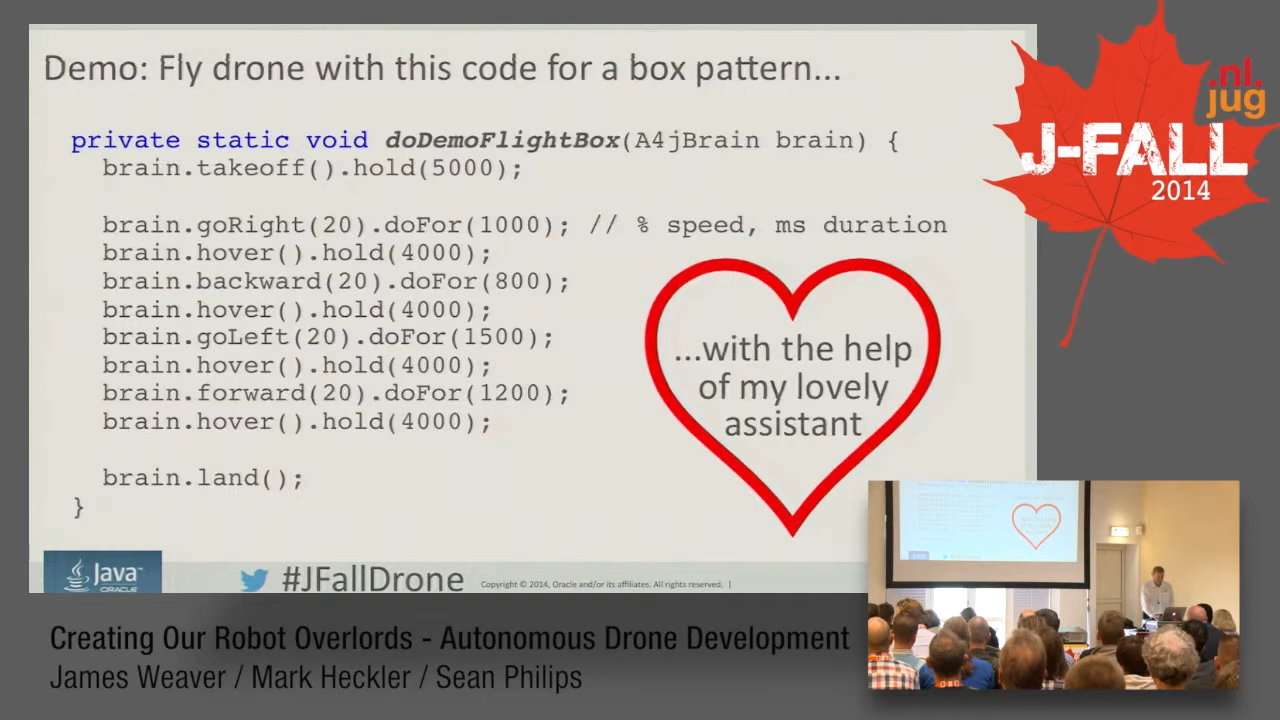 Demo: Fly drone with this code for a box pattern...
private static void doDemoFlightBox(A4jBrain brain) {
brain.takeoff().hold(5000);
brain.goRight(20).doFor(1000); // % speed, ms duration
brain.hover().hold(4000);
brain.backward(20).doFor(800);
brain.hover().hold(4000);
brain.goLeft(20).doFor(1500);
brain.hover().hold(4000);
brain.forward(20).doFor(1200);
brain.hover().hold(4000);
brain.land();
}
...with the help
of my lovely
assistant
Java™
ORACLE
#JFallDrone
Copyright © 2014, Oracle and/or its affiliates. All rights reserved. |
.nl.
jug
J-FALL
2014
Creating Our Robot Overlords - Autonomous Drone Development
James Weaver / Mark Heckler / Sean Philips